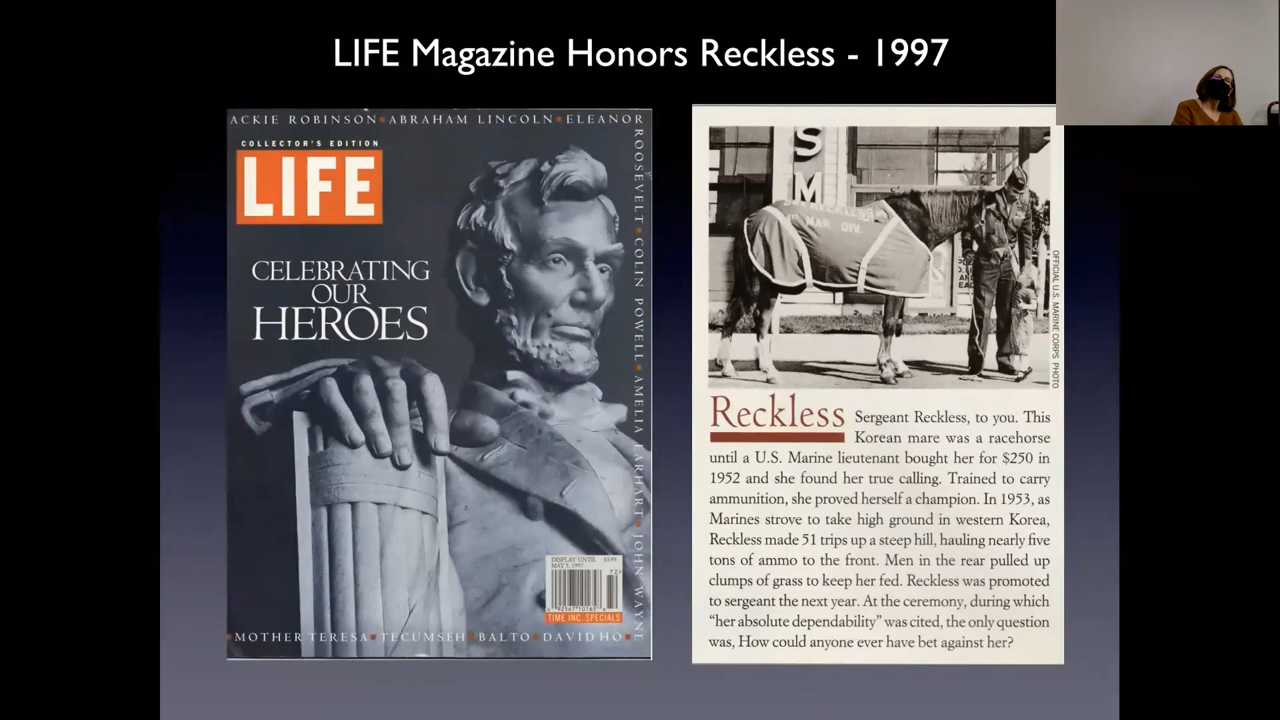 LIFE Magazine Honors Reckless - 1997
ACKIE ROBINSON ABRAHAM LINCOLN ELEANOR
ROOSEVELT COLIN POWELL AMELIA EARHART JOHN WAYNE
COLLECTOR'S EDITION
LIFE
CELEBRATING
OUR
HEROES
DISPLAY UNTIL $3.95
MAY 5, 1997
72>
TIME INC. SPECIALS
MOTHER TERESA TECUMSEH BALTO DAVID HO
S
M
MAR DIV.
OFFICIAL U.S. MARINE CORPS PHOTO
Reckless Sergeant Reckless, to you. This
Korean mare was a racehorse
until a U.S. Marine lieutenant bought her for $250 in
1952 and she found her true calling. Trained to carry
ammunition, she proved herself a champion. In 1953, as
Marines strove to take high ground in western Korea,
Reckless made 51 trips up a steep hill, hauling nearly five
tons of ammo to the front. Men in the rear pulled up
clumps of grass to keep her fed. Reckless was promoted
to sergeant the next year. At the ceremony, during which
"her absolute dependability" was cited, the only question
was, How could anyone ever have bet against her?